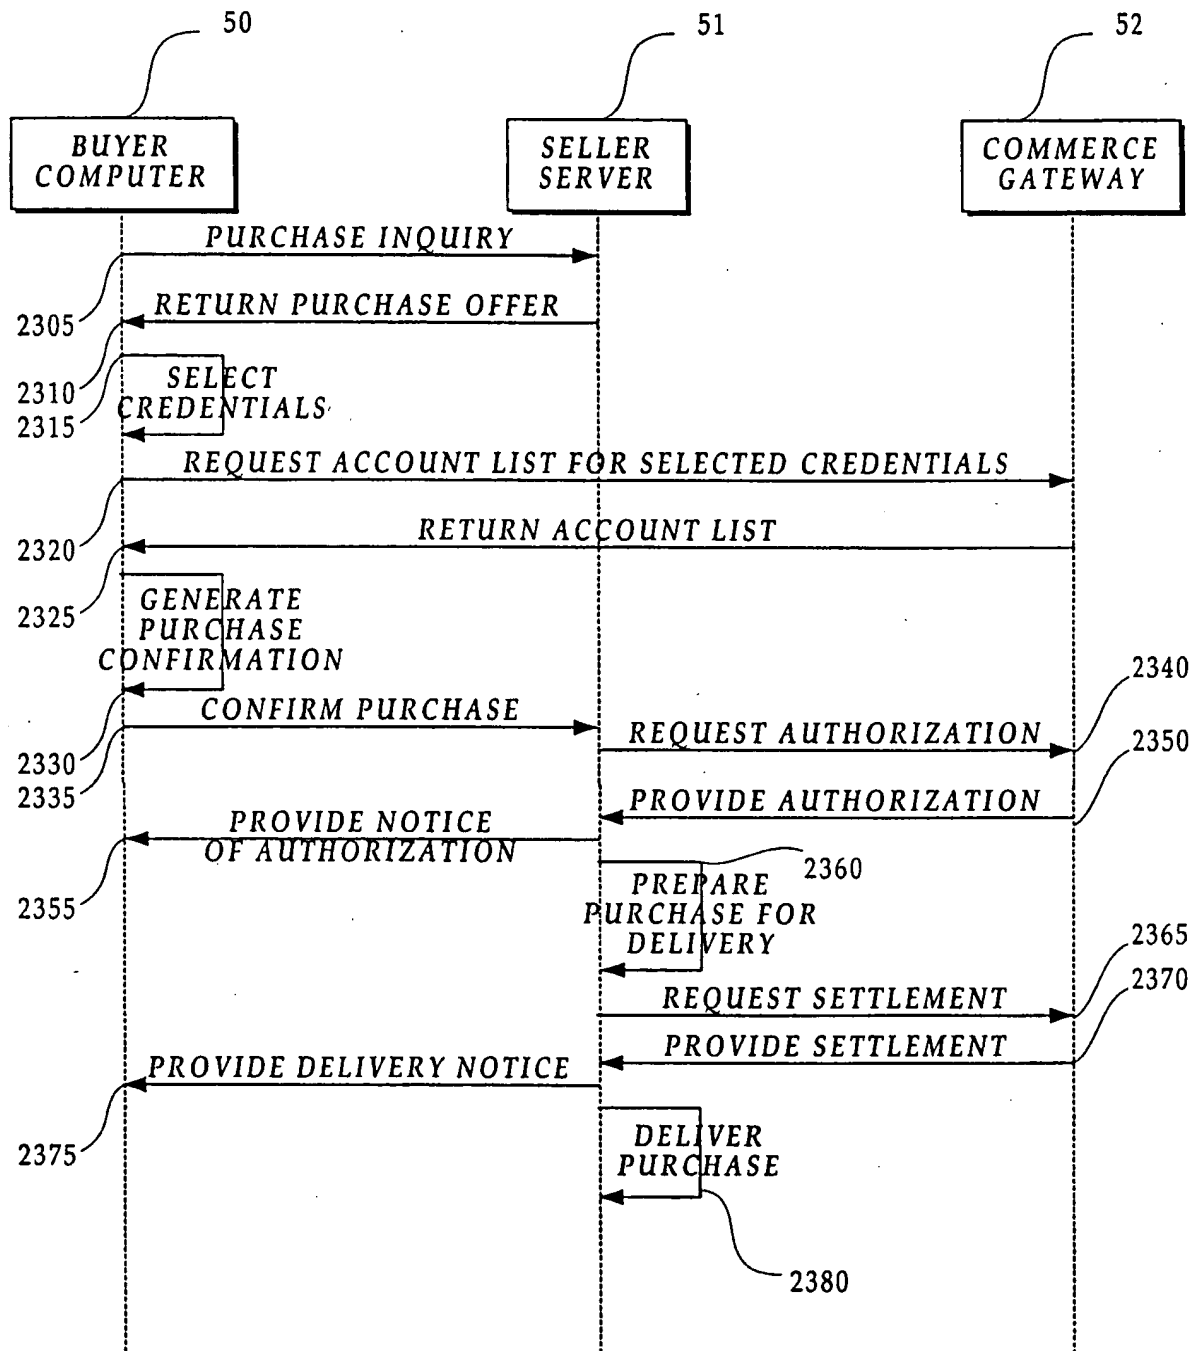 50
51
52
BUYER
COMPUTER
SELLER
SERVER
COMMERCE
GATEWAY
PURCHASE INQUIRY
2305
RETURN PURCHASE OFFER
2310
SELECT
CREDENTIALS
2315
REQUEST ACCOUNT LIST FOR SELECTED CREDENTIALS
2320
RETURN ACCOUNT LIST
2325
GENERATE
PURCHASE
CONFIRMATION
2330
CONFIRM PURCHASE
2335
REQUEST AUTHORIZATION
2340
PROVIDE AUTHORIZATION
2350
PROVIDE NOTICE
OF AUTHORIZATION
2355
2360
PREPARE
PURCHASE FOR
DELIVERY
REQUEST SETTLEMENT
2365
PROVIDE SETTLEMENT
2370
PROVIDE DELIVERY NOTICE
2375
DELIVER
PURCHASE
2380